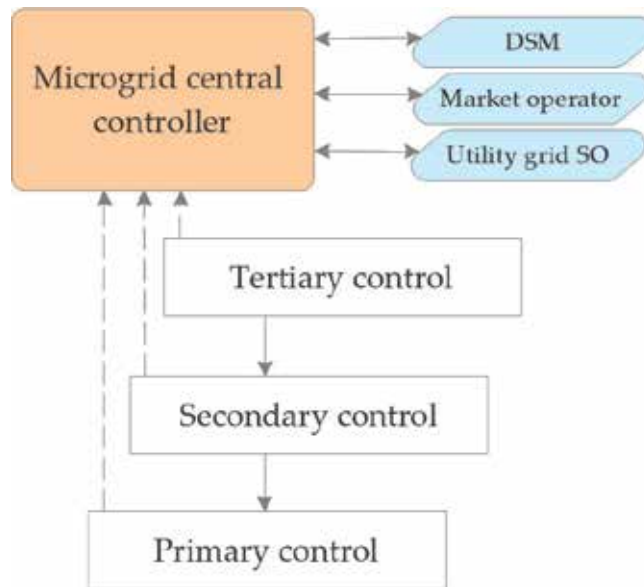 Microgrid central
controller
DSM
Market operator
Utility grid SO
Tertiary control
Secondary control
Primary control